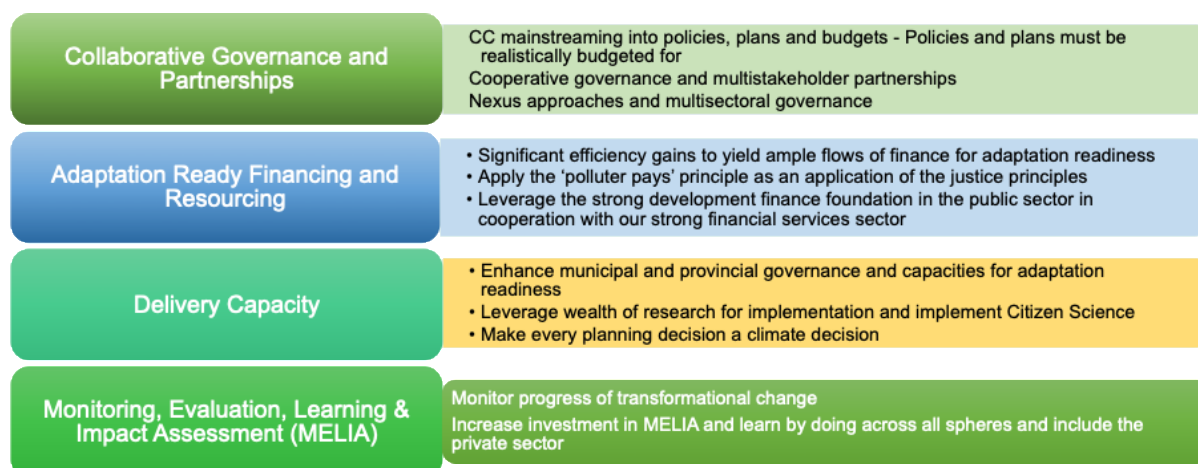 Collaborative Governance and
Partnerships
CC mainstreaming into policies, plans and budgets - Policies and plans must be
realistically budgeted for
Cooperative governance and multistakeholder partnerships
Nexus approaches and multisectoral governance
Adaptation Ready Financing and
Resourcing
• Significant efficiency gains to yield ample flows of finance for adaptation readiness
• Apply the ‘polluter pays’ principle as an application of the justice principles
• Leverage the strong development finance foundation in the public sector in
cooperation with our strong financial services sector
Delivery Capacity
• Enhance municipal and provincial governance and capacities for adaptation
readiness
• Leverage wealth of research for implementation and implement Citizen Science
• Make every planning decision a climate decision
Monitoring, Evaluation, Learning &
Impact Assessment (MELIA)
Monitor progress of transformational change
Increase investment in MELIA and learn by doing across all spheres and include the
private sector